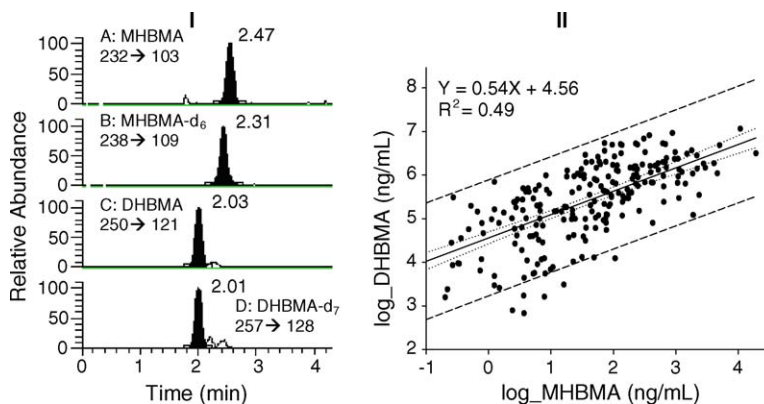 I
II
A: MHBMA
232→ 103
2.47
100
50
0
B: MHBMA-d6
238→ 109
2.31
100
50
0
C: DHBMA
250→ 121
2.03
100
50
0
D: DHBMA-d7
257→ 128
2.01
100
50
0
0 1 2 3 4
Time (min)
Relative Abundance
Y = 0.54X + 4.56
R2 = 0.49
8
7
6
5
4
3
2
-1 0 1 2 3 4
log_MHBMA (ng/mL)
log_DHBMA (ng/mL)